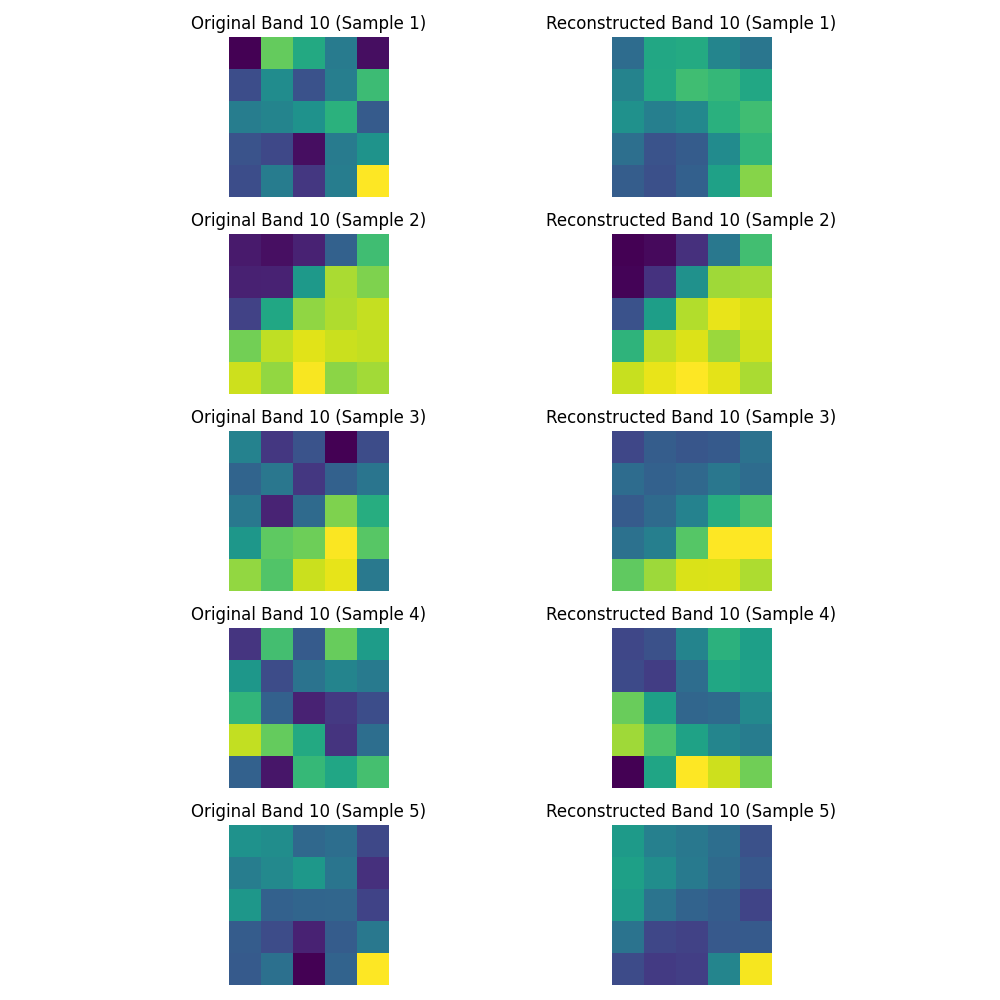 Original Band 10 (Sample 1)
Reconstructed Band 10 (Sample 1)
Original Band 10 (Sample 2)
Reconstructed Band 10 (Sample 2)
Original Band 10 (Sample 3)
Reconstructed Band 10 (Sample 3)
Original Band 10 (Sample 4)
Reconstructed Band 10 (Sample 4)
Original Band 10 (Sample 5)
Reconstructed Band 10 (Sample 5)